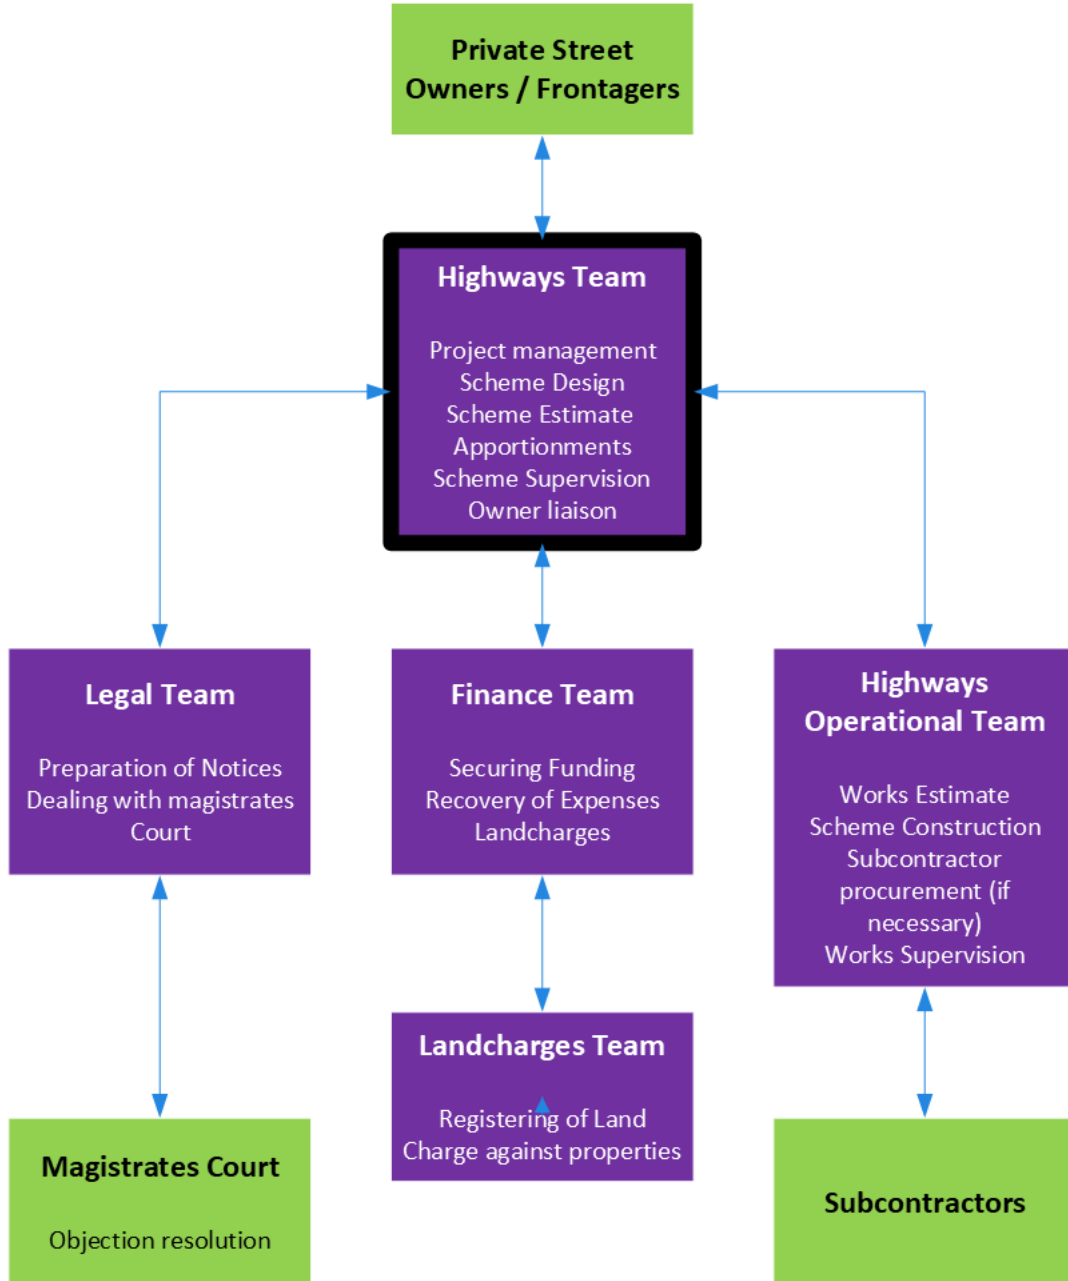 Private Street
Owners / Frontagers
Highways Team
Project management
Scheme Design
Scheme Estimate
Apportionments
Scheme Supervision
Owner liaison
Legal Team
Preparation of Notices
Dealing with magistrates
Court
Finance Team
Securing Funding
Recovery of Expenses
Landcharges
Highways
Operational Team
Works Estimate
Scheme Construction
Subcontractor
procurement (if
necessary)
Works Supervision
Landcharges Team
Registering of Land
Charge against properties
Magistrates Court
Objection resolution
Subcontractors